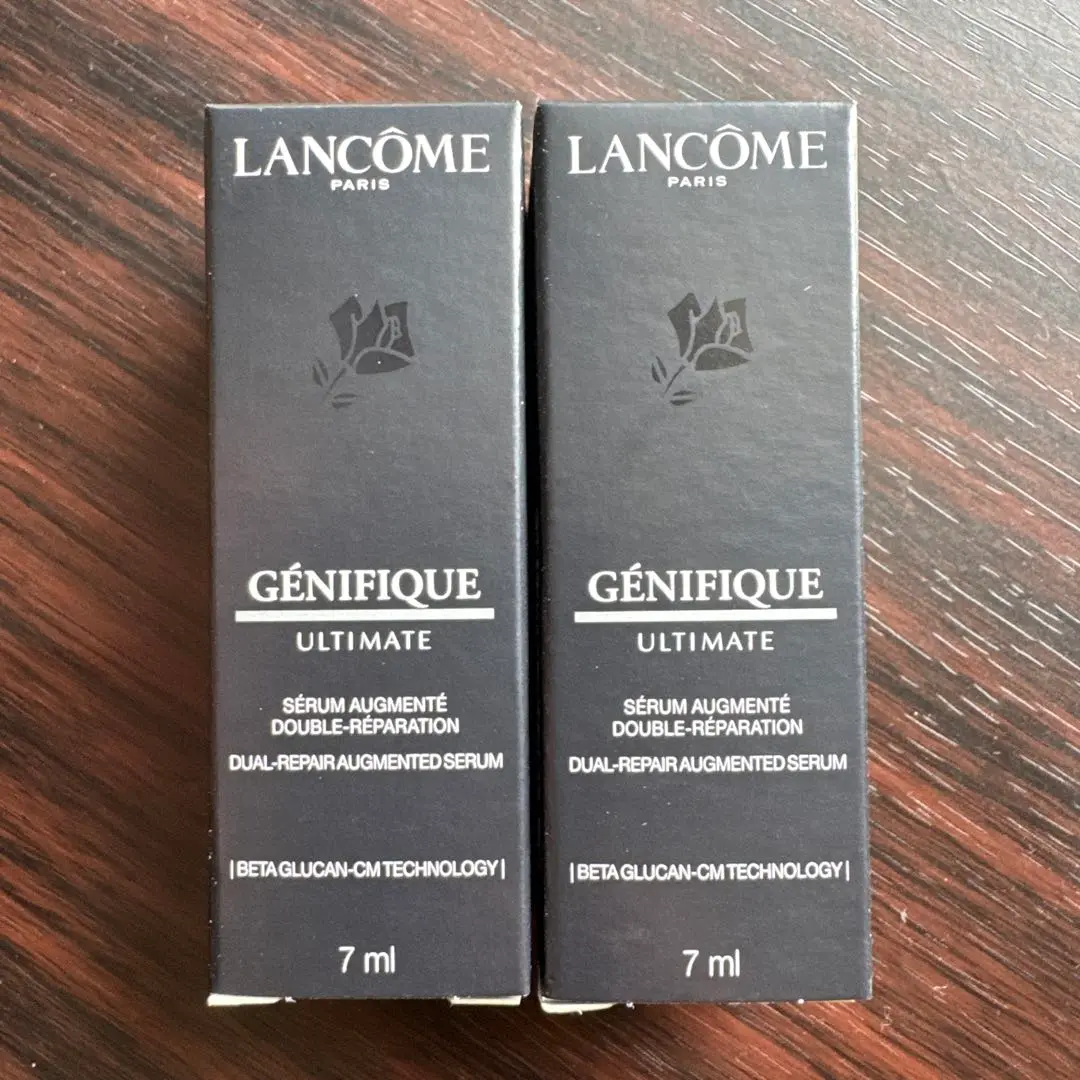 LANCÔME
PARIS
GÉNIFIQUE
ULTIMATE
SÉRUM AUGMENTÉ
DOUBLE-RÉPARATION
DUAL-REPAIR AUGMENTED SERUM
| BETA GLUCAN-CM TECHNOLOGY |
7 ml
LANCÔME
PARIS
GÉNIFIQUE
ULTIMATE
SÉRUM AUGMENTÉ
DOUBLE-RÉPARATION
DUAL-REPAIR AUGMENTED SERUM
| BETA GLUCAN-CM TECHNOLOGY |
7 ml